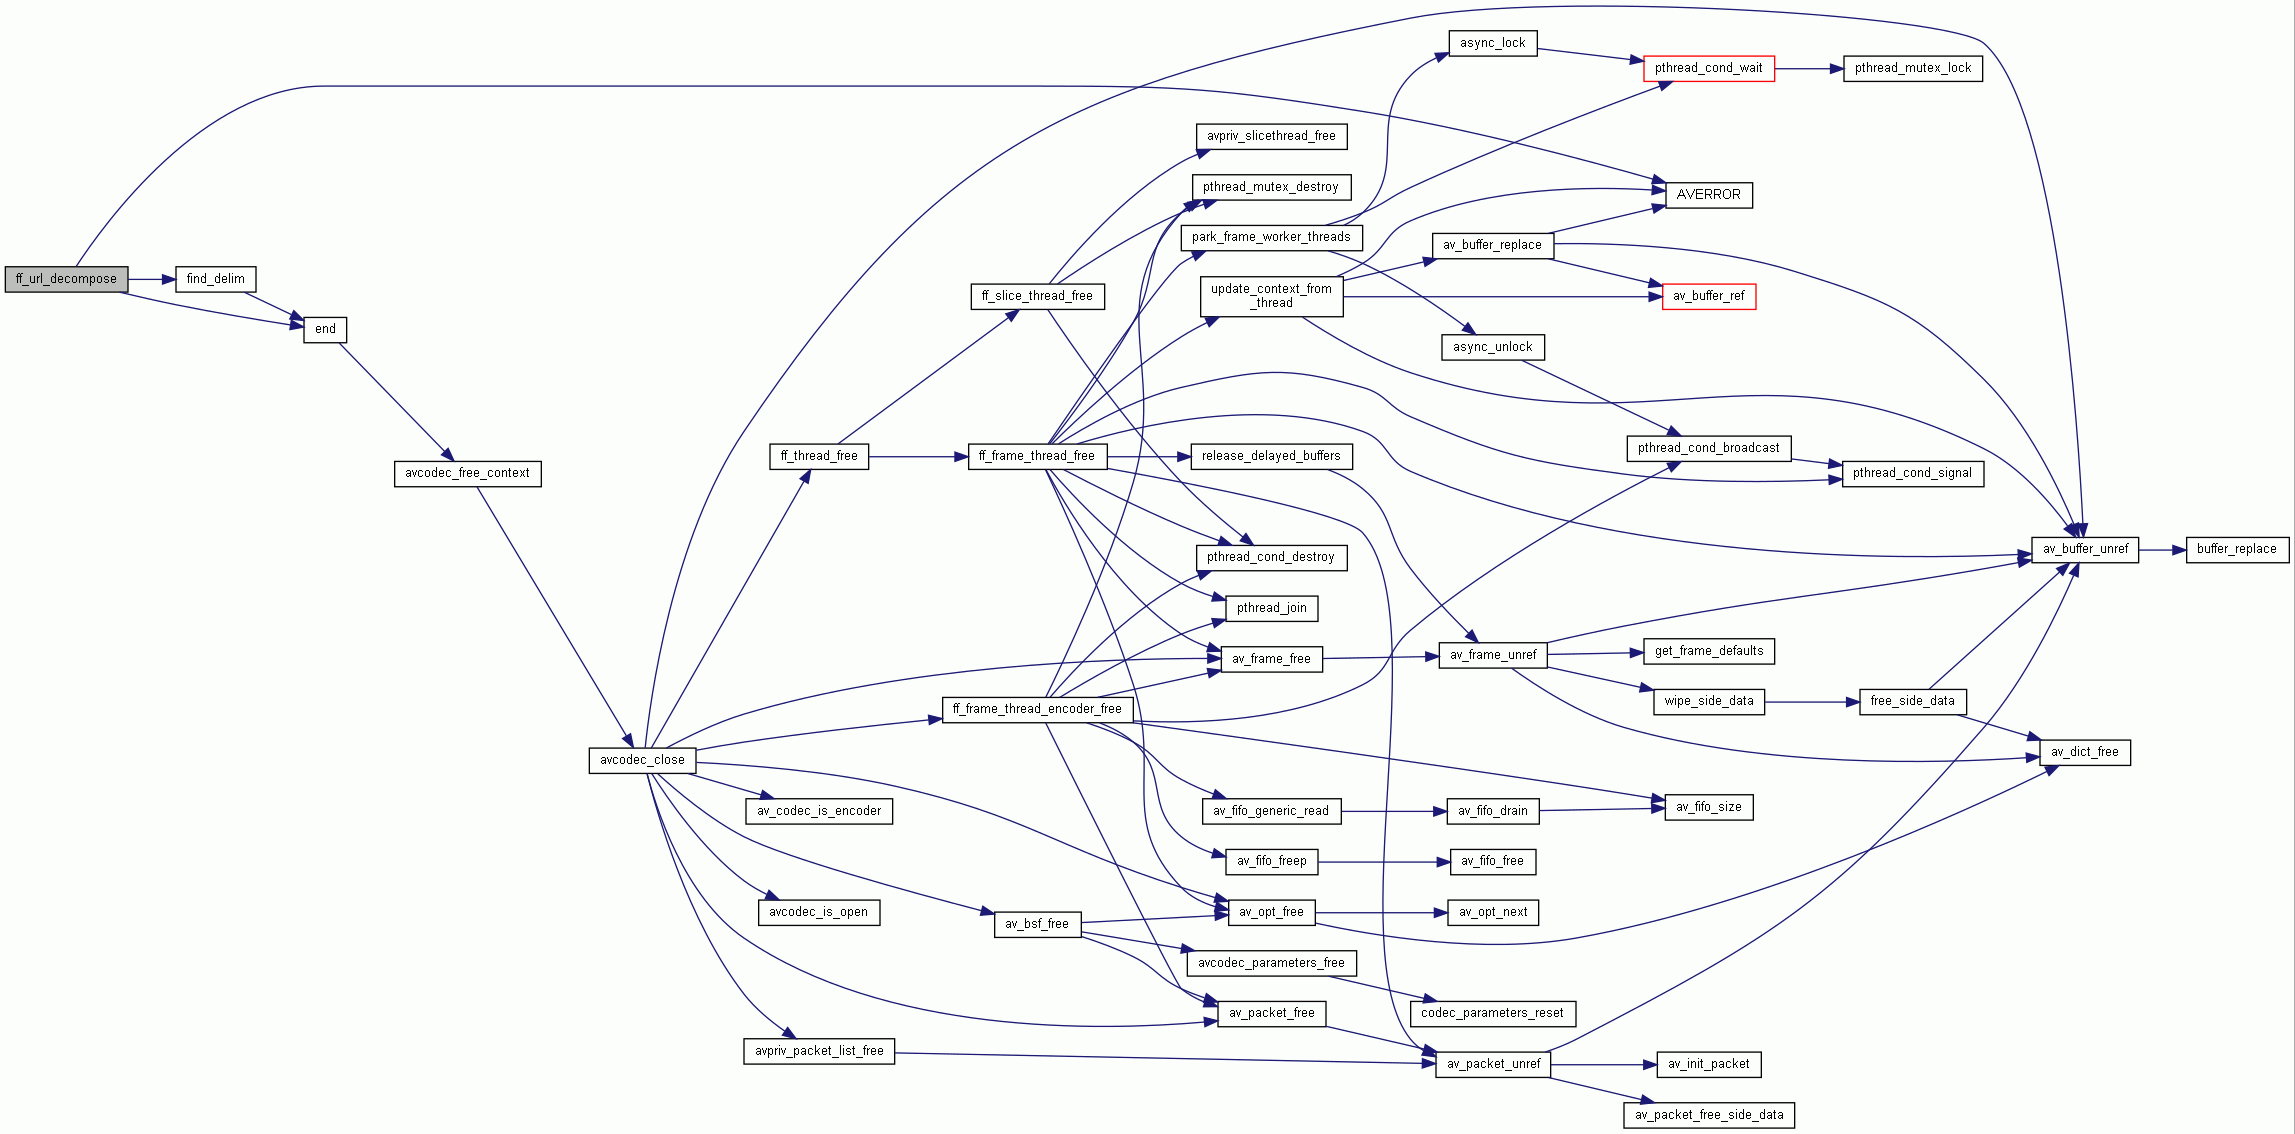 ff_url_decompose
find_delim
end
avcodec_free_context
avcodec_close
ff_thread_free
av_codec_is_encoder
avcodec_is_open
avpriv_packet_list_free
ff_slice_thread_free
ff_frame_thread_free
ff_frame_thread_encoder_free
av_bsf_free
avpriv_slicethread_free
pthread_mutex_destroy
park_frame_worker_threads
update_context_from
_thread
release_delayed_buffers
pthread_cond_destroy
pthread_join
av_frame_free
av_fifo_generic_read
av_fifo_freep
av_opt_free
avcodec_parameters_free
av_packet_free
async_lock
av_buffer_replace
async_unlock
av_frame_unref
av_fifo_drain
av_fifo_free
av_opt_next
codec_parameters_reset
av_packet_unref
pthread_cond_wait
AVERROR
av_buffer_ref
pthread_cond_broadcast
get_frame_defaults
wipe_side_data
av_fifo_size
av_init_packet
av_packet_free_side_data
pthread_mutex_lock
pthread_cond_signal
free_side_data
av_buffer_unref
av_dict_free
buffer_replace